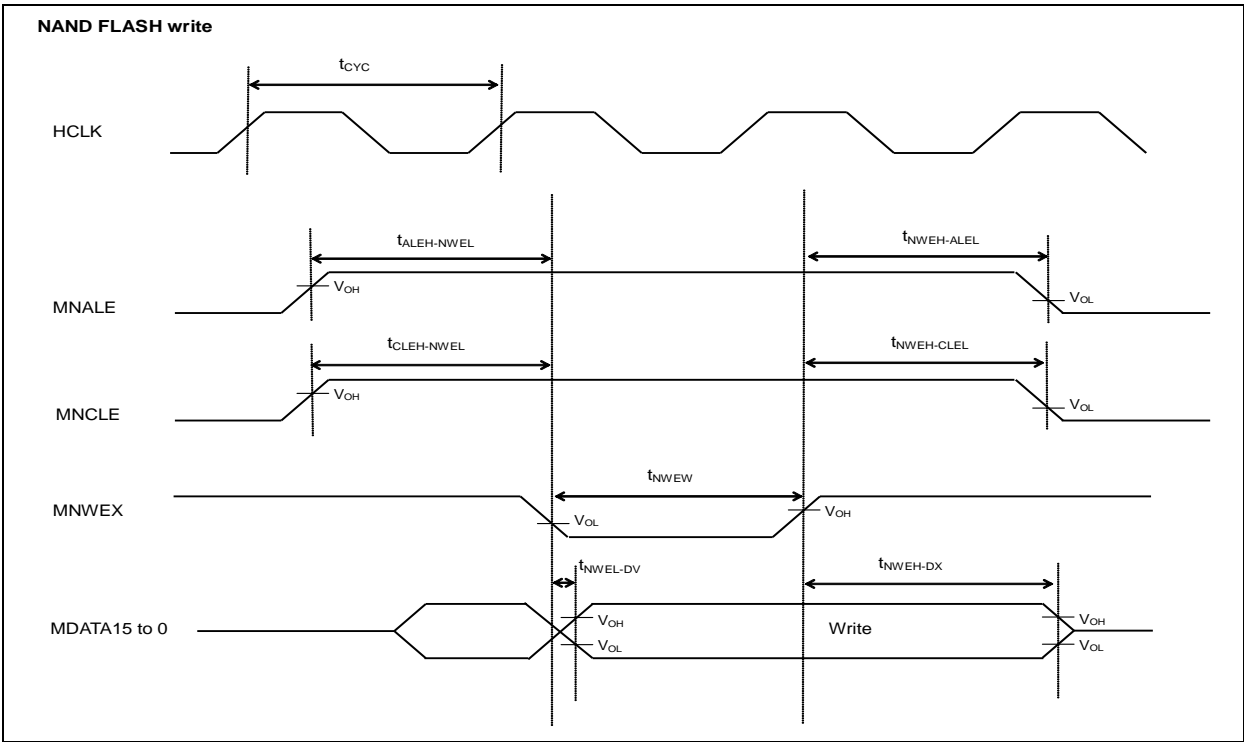 NAND FLASH write
tCYC
HCLK
tALEH-NWEL
tNWEH-ALEL
VOH
MNALE
VOL
tCLEH-NWEL
tNWEH-CLEL
VOH
MNCLE
VOL
tNWEW
MNWEX
VOL
VOH
tNWEL-DV
tNWEH-DX
VOH
VOH
MDATA15 to 0
Write
VOL
VOL